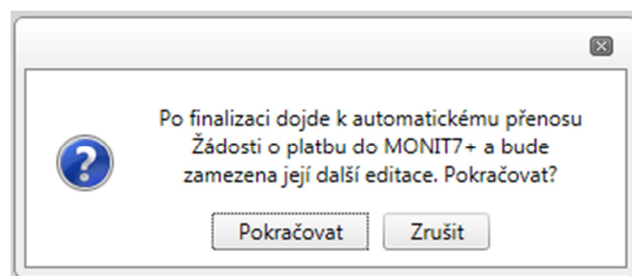 Po finalizaci dojde k automatickému přenosu
Žádosti o platbu do MONIT7+ a bude
zamezena její další editace. Pokračovat?
Pokračovat Zrušit